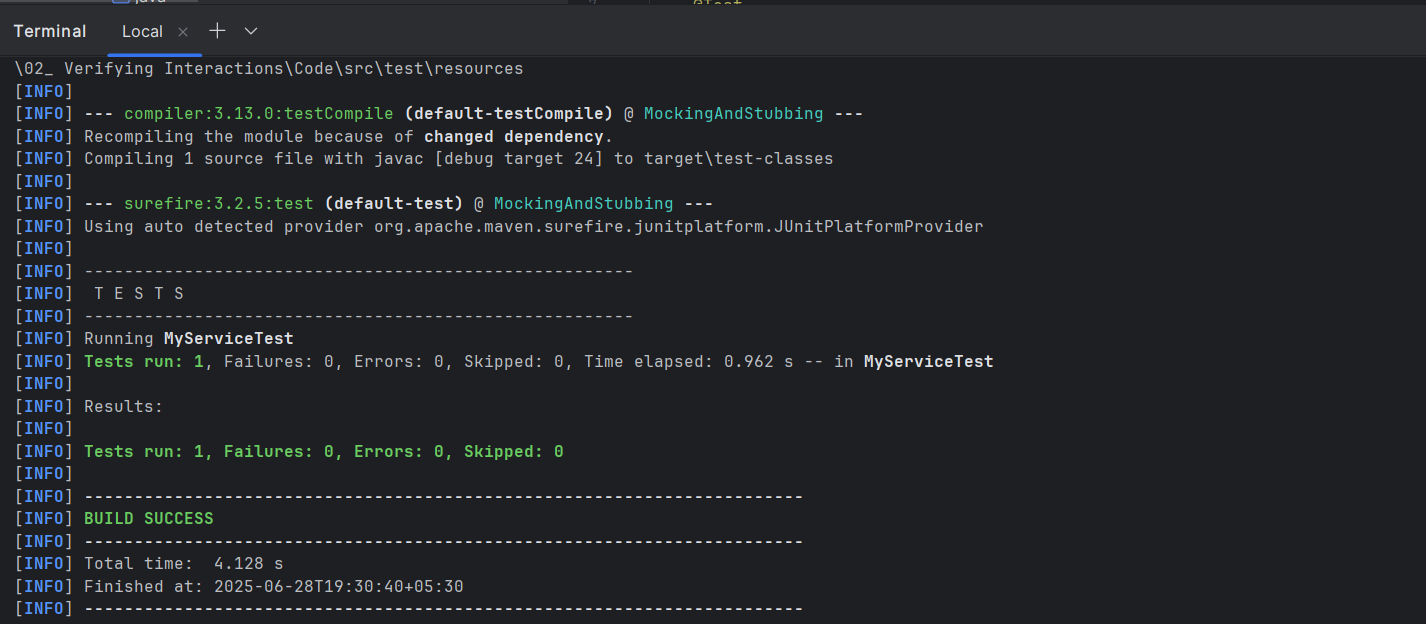 Terminal Local
\02_ Verifying Interactions\Code\src\test\resources
[INFO]
[INFO] --- compiler:3.13.0:testCompile (default-testCompile) @ MockingAndStubbing ---
[INFO] Recompiling the module because of changed dependency.
[INFO] Compiling 1 source file with javac [debug target 24] to target\test-classes
[INFO]
[INFO] --- surefire:3.2.5:test (default-test) @ MockingAndStubbing ---
[INFO] Using auto detected provider org.apache.maven.surefire.junitplatform.JUnitPlatformProvider
[INFO]
[INFO] -------------------------------------------------------
[INFO]  T E S T S
[INFO] -------------------------------------------------------
[INFO] Running MyServiceTest
[INFO] Tests run: 1, Failures: 0, Errors: 0, Skipped: 0, Time elapsed: 0.962 s -- in MyServiceTest
[INFO]
[INFO] Results:
[INFO]
[INFO] Tests run: 1, Failures: 0, Errors: 0, Skipped: 0
[INFO]
[INFO] ------------------------------------------------------------------------
[INFO] BUILD SUCCESS
[INFO] ------------------------------------------------------------------------
[INFO] Total time:  4.128 s
[INFO] Finished at: 2025-06-28T19:30:40+05:30
[INFO] ------------------------------------------------------------------------